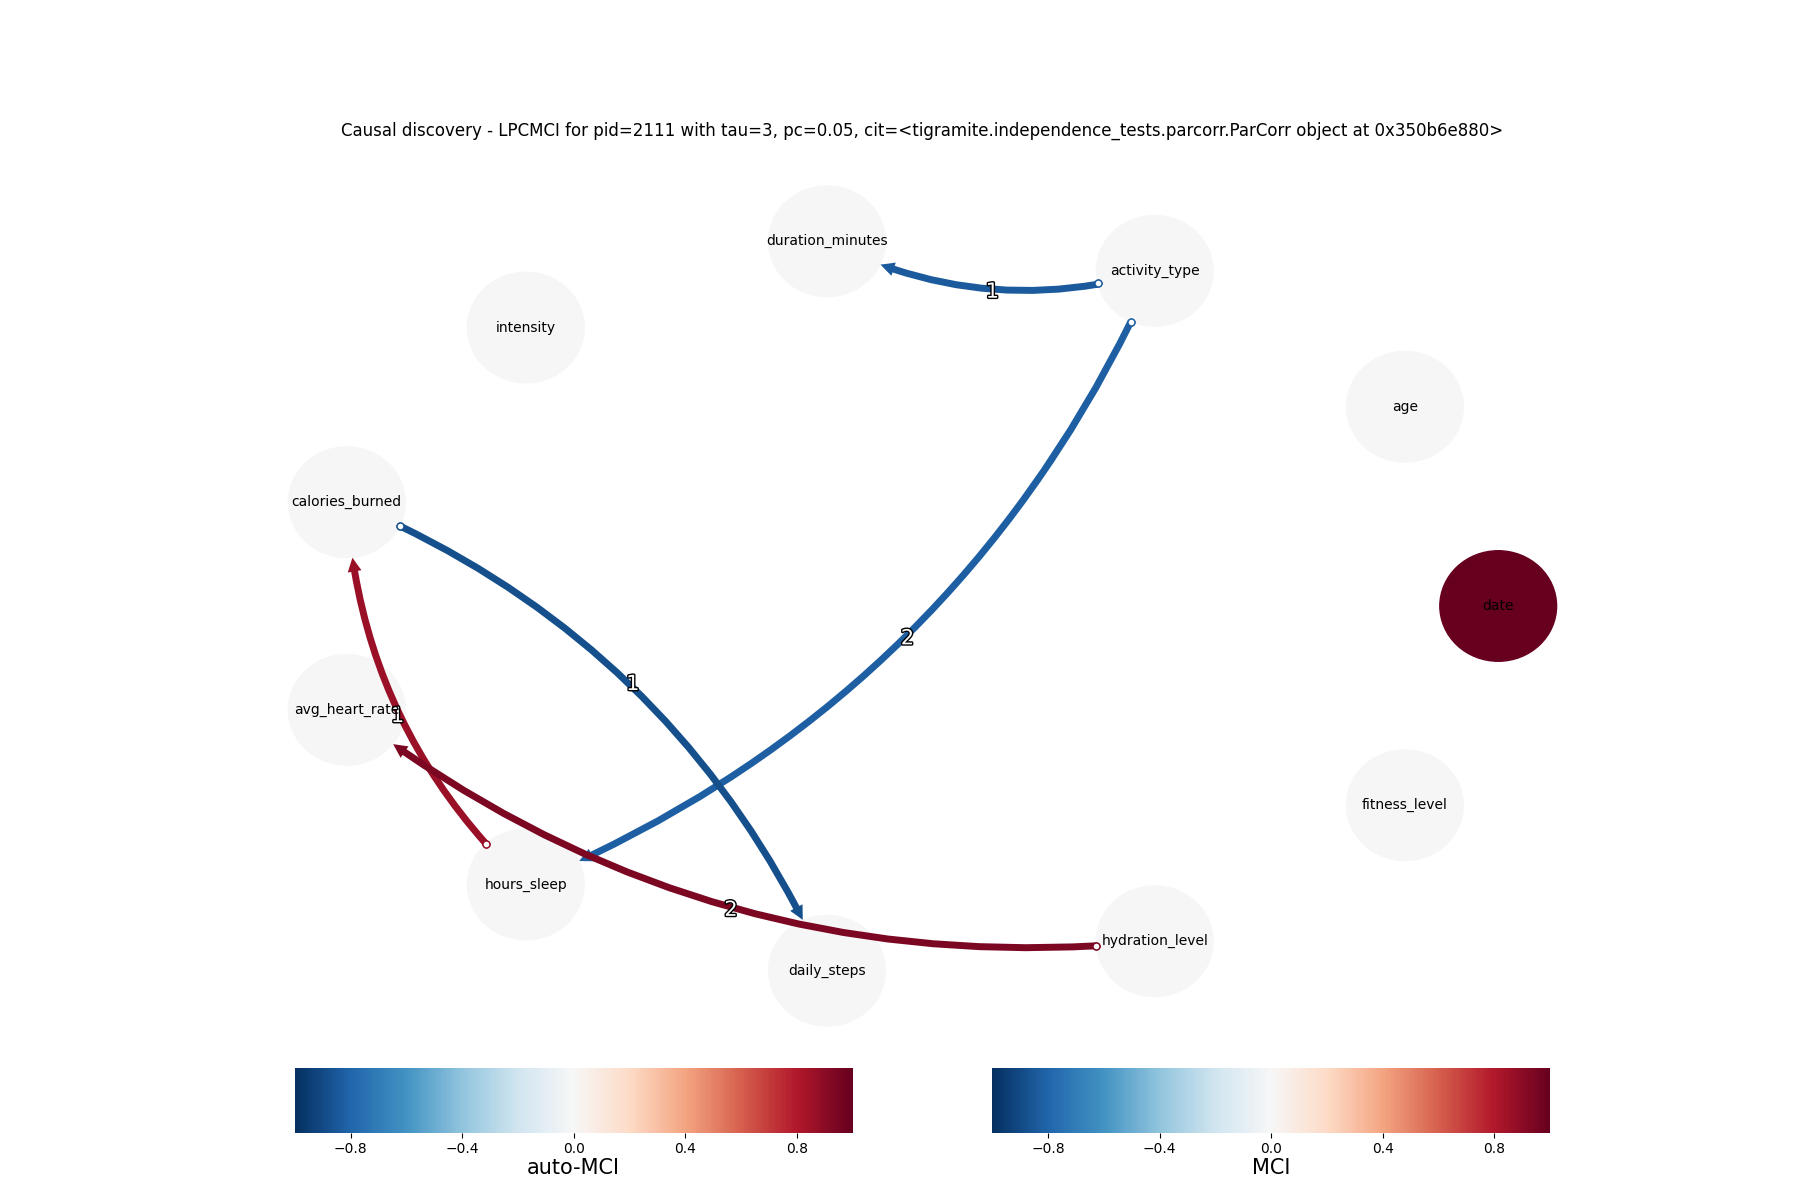 Causal discovery - LPCMCI for pid=2111 with tau=3, pc=0.05, cit=<tigramite.independence_tests.parcorr.ParCorr object at 0x350b6e880>
duration_minutes
activity_type
1
intensity
age
calories_burned
date
2
1
avg_heart_rate
1
fitness_level
hours_sleep
2
hydration_level
daily_steps
−0.8 −0.4 0.0 0.4 0.8
auto-MCI
−0.8 −0.4 0.0 0.4 0.8
MCI